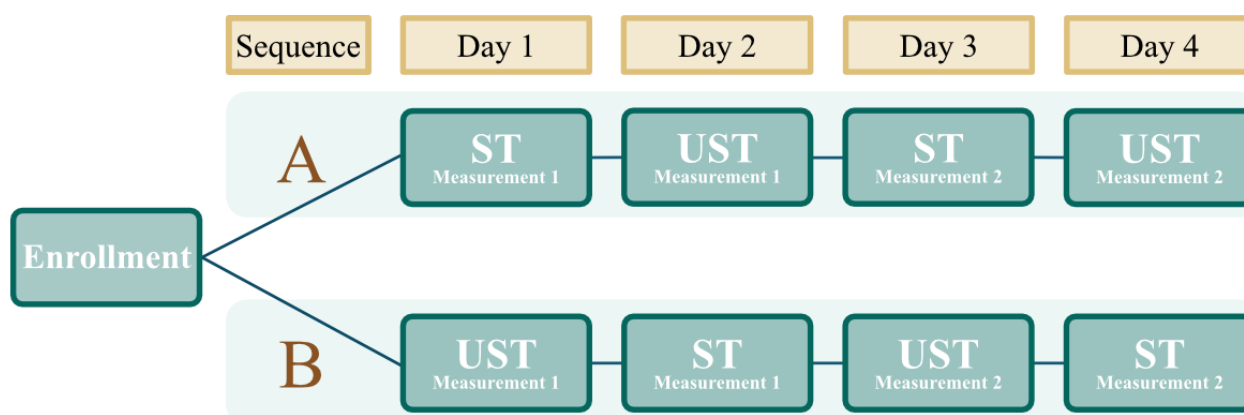 Sequence Day 1 Day 2 Day 3 Day 4
A
ST UST ST UST
Measurement 1 Measurement 1 Measurement 2 Measurement 2
Enrollment
B
UST ST UST ST
Measurement 1 Measurement 1 Measurement 2 Measurement 2